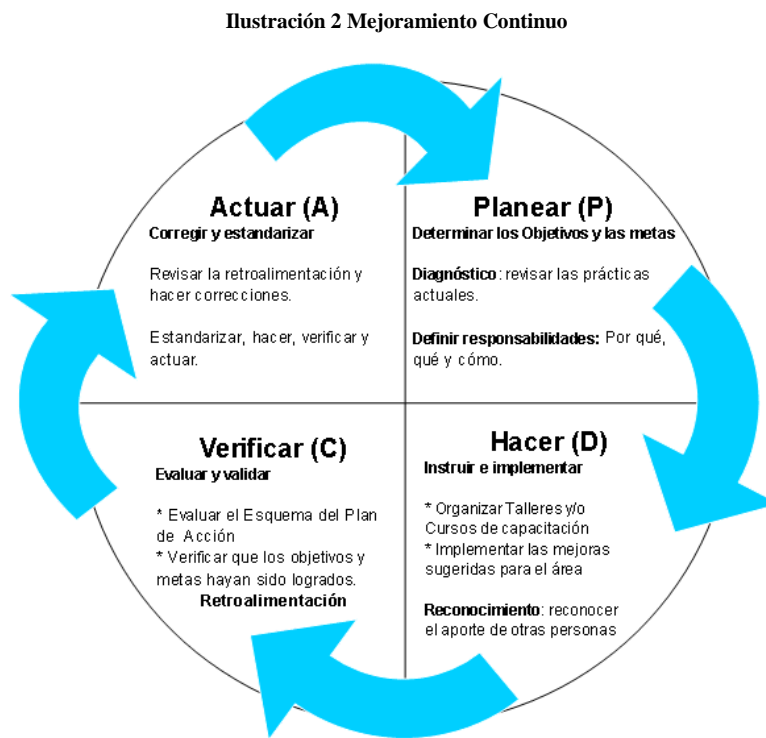 Ilustración 2 Mejoramiento Continuo
Actuar (A)
Corregir y estandarizar
Revisar la retroalimentación y
hacer correcciones.
Estandarizar, hacer, verificar y
actuar.
Planear (P)
Determinar los Objetivos y las metas
Diagnóstico: revisar las prácticas
actuales.
Definir responsabilidades: Por qué,
qué y cómo.
Verificar (C)
Evaluar y validar
* Evaluar el Esquema del Plan
de Acción
* Verificar que los objetivos y
metas hayan sido logrados.
Retroalimentación
Hacer (D)
Instruir e implementar
* Organizar Talleres y/o
Cursos de capacitación
* Implementar las mejoras
sugeridas para el área
Reconocimiento: reconocer
el aporte de otras personas